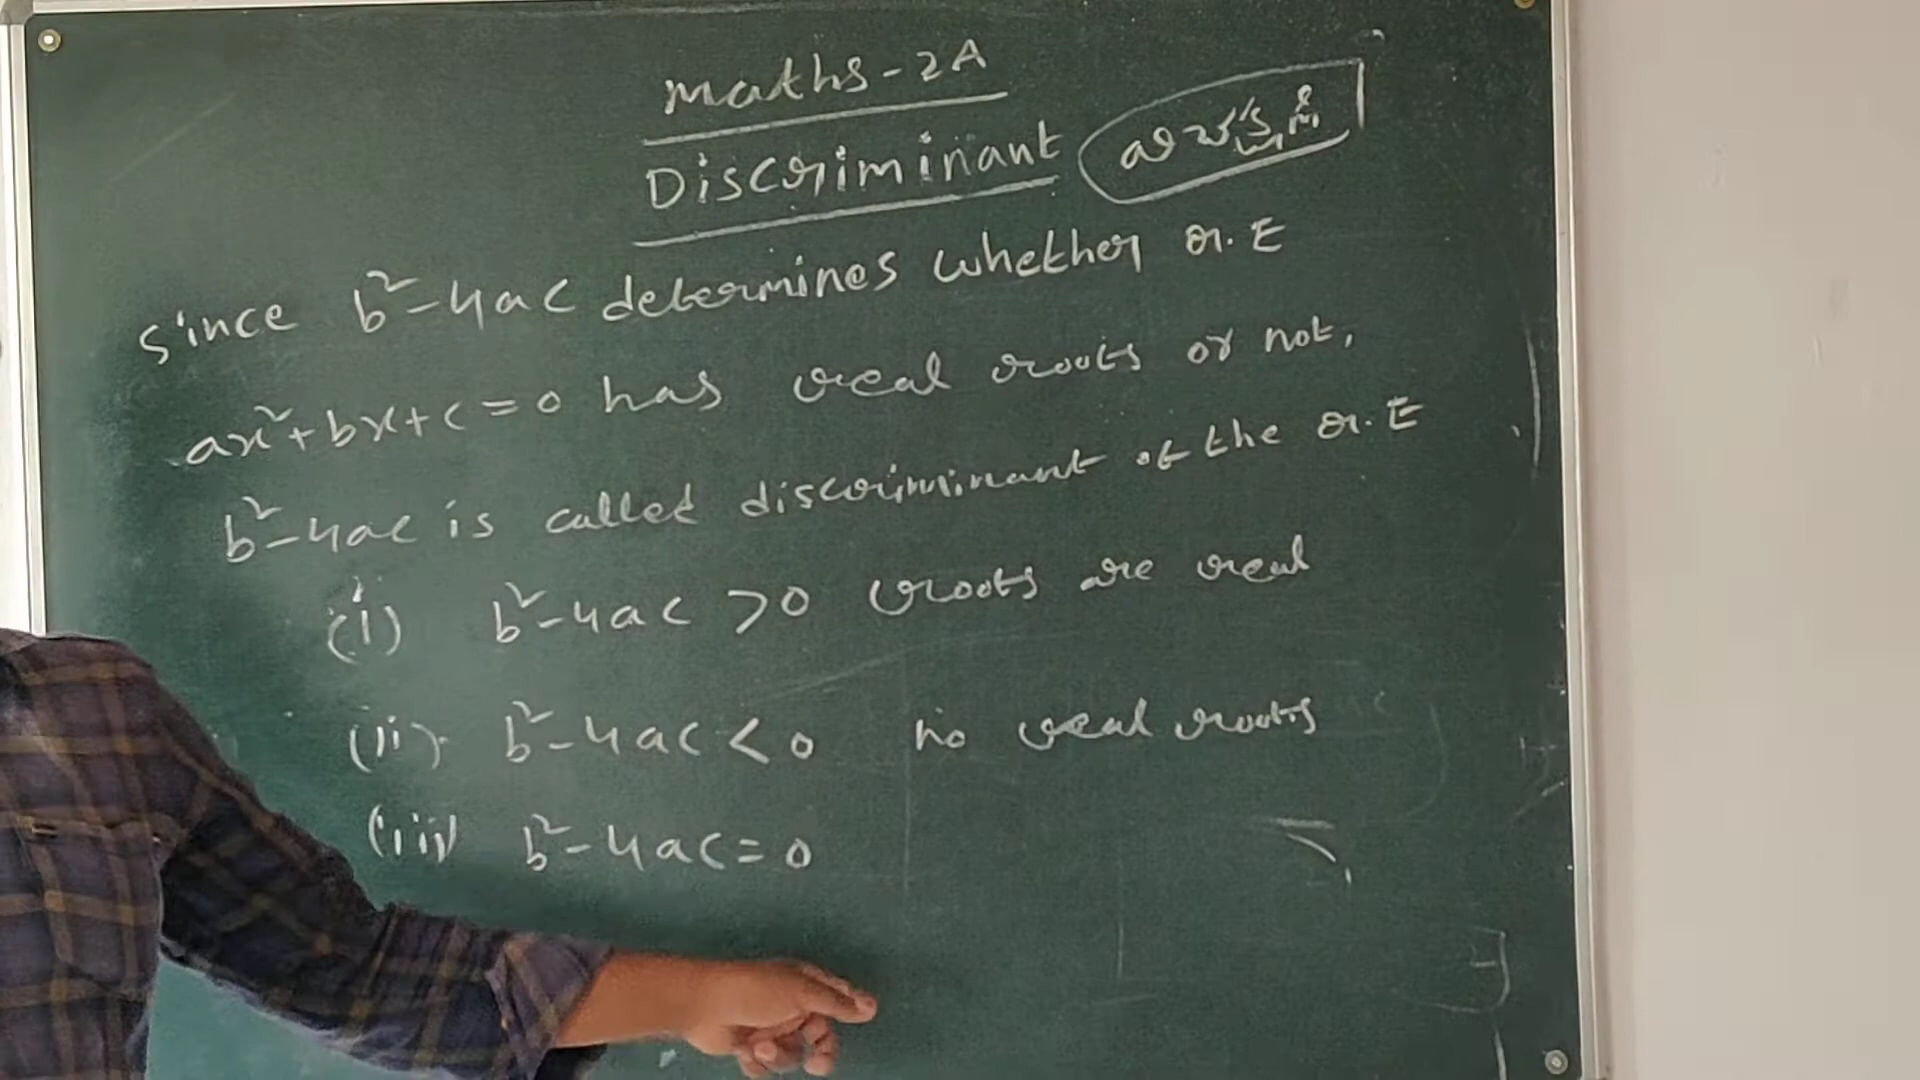 Maths-2A
Discriminant
Since b²-4ac determines whether Q.E
ax²+bx+c=0 has real roots or not,
b²-4ac is called discriminant of the Q.E
(i) b²-4ac >0 roots are real
(ii) b²-4ac < 0 no real roots
(iii) b²-4ac=0